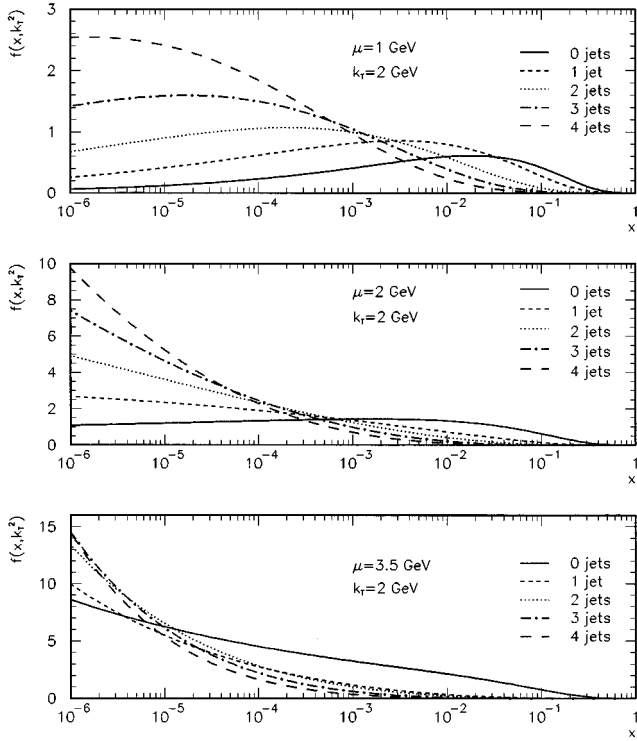 f(x,k_T^2)
3
2
1
0
μ=1 GeV
k_T=2 GeV
0 jets
1 jet
2 jets
3 jets
4 jets
10^-6 10^-5 10^-4 10^-3 10^-2 10^-1 1
x
f(x,k_T^2)
10
8
6
4
2
0
μ=2 GeV
k_T=2 GeV
0 jets
1 jet
2 jets
3 jets
4 jets
10^-6 10^-5 10^-4 10^-3 10^-2 10^-1 1
x
f(x,k_T^2)
15
10
5
0
μ=3.5 GeV
k_T=2 GeV
0 jets
1 jet
2 jets
3 jets
4 jets
10^-6 10^-5 10^-4 10^-3 10^-2 10^-1 1
x